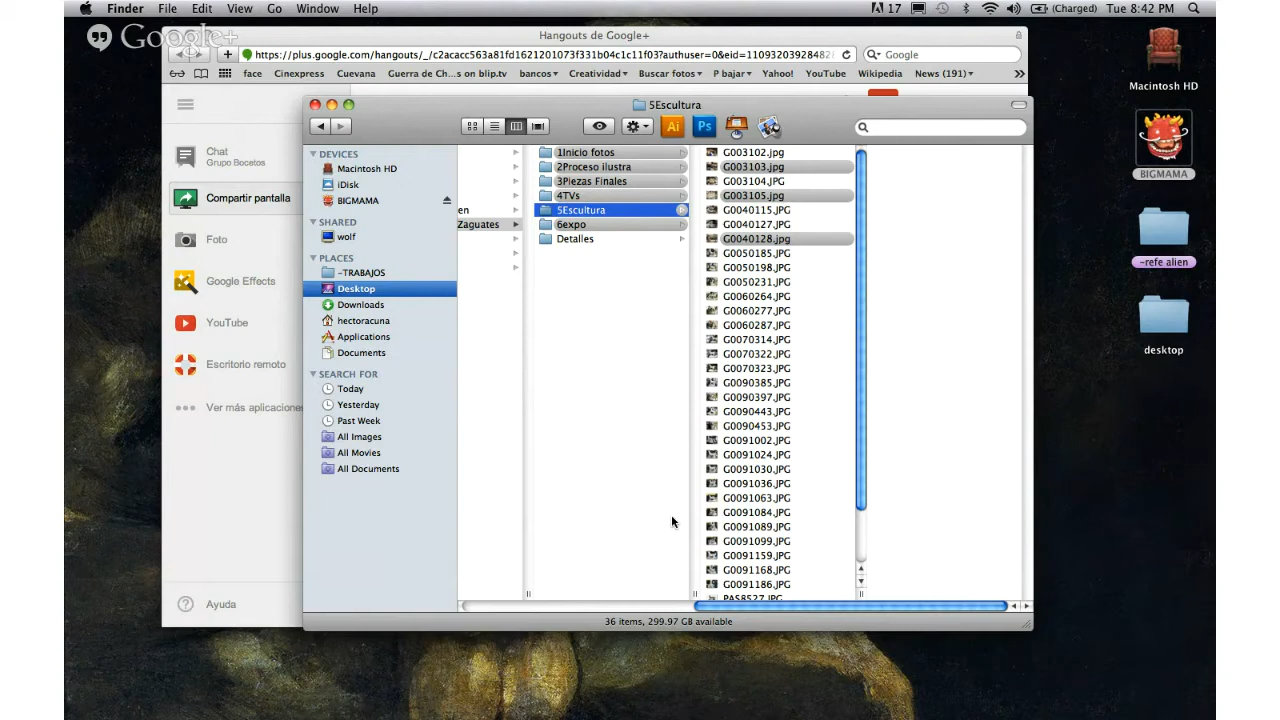 Finder File Edit View Go Window Help
17 (Charged) Tue 8:42 PM
Google+
Hangouts de Google+
https://plus.google.com/hangouts/_/c2acacc563a81fd1621201073f331b04c1c11f03?authuser=0&eid=110932039284828
Google
face Cinexpress Cuevana Guerra de Ch...s on blip.tv bancos Creatividad Buscar fotos P bajar Yahoo! YouTube Wikipedia News (191) »
Macintosh HD
BIGMAMA
-refe alien
desktop
Chat
Grupo Bocetos
Compartir pantalla
Foto
Google Effects
YouTube
Escritorio remoto
Ver más aplicacione
Ayuda
5Escultura
Ai Ps
DEVICES
Macintosh HD
iDisk
BIGMAMA
SHARED
wolf
PLACES
-TRABAJOS
Desktop
Downloads
hectoracuna
Applications
Documents
SEARCH FOR
Today
Yesterday
Past Week
All Images
All Movies
All Documents
en
Zaguates
1Inicio fotos
2Proceso ilustra
3Piezas Finales
4TVs
5Escultura
6expo
Detalles
G003102.jpg
G003103.jpg
G003104.JPG
G003105.jpg
G0040115.JPG
G0040127.JPG
G0040128.jpg
G0050185.JPG
G0050198.JPG
G0050231.JPG
G0060264.JPG
G0060277.JPG
G0060287.JPG
G0070314.JPG
G0070322.JPG
G0070323.JPG
G0090385.JPG
G0090397.JPG
G0090443.JPG
G0090453.JPG
G0091002.JPG
G0091024.JPG
G0091030.JPG
G0091036.JPG
G0091063.JPG
G0091084.JPG
G0091089.JPG
G0091099.JPG
G0091159.JPG
G0091168.JPG
G0091186.JPG
PAS8527.JPG
36 items, 299.97 GB available